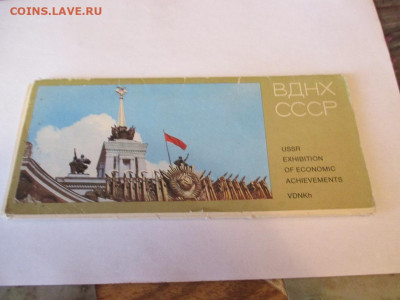 COINS.LAVE.RU
ВДНХ
СССР
USSR
EXHIBITION
OF ECONOMIC
ACHIEVEMENTS
VDNKh